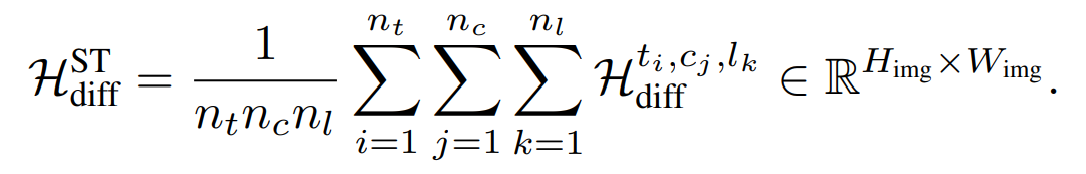 $\mathcal{H}_{\text{diff}}^{\text{ST}} = \frac{1}{n_t n_c n_l} \sum_{i=1}^{n_t} \sum_{j=1}^{n_c} \sum_{k=1}^{n_l} \mathcal{H}_{\text{diff}}^{t_i, c_j, l_k} \in \mathbb{R}^{H_{\text{img}} \times W_{\text{img}}}.$